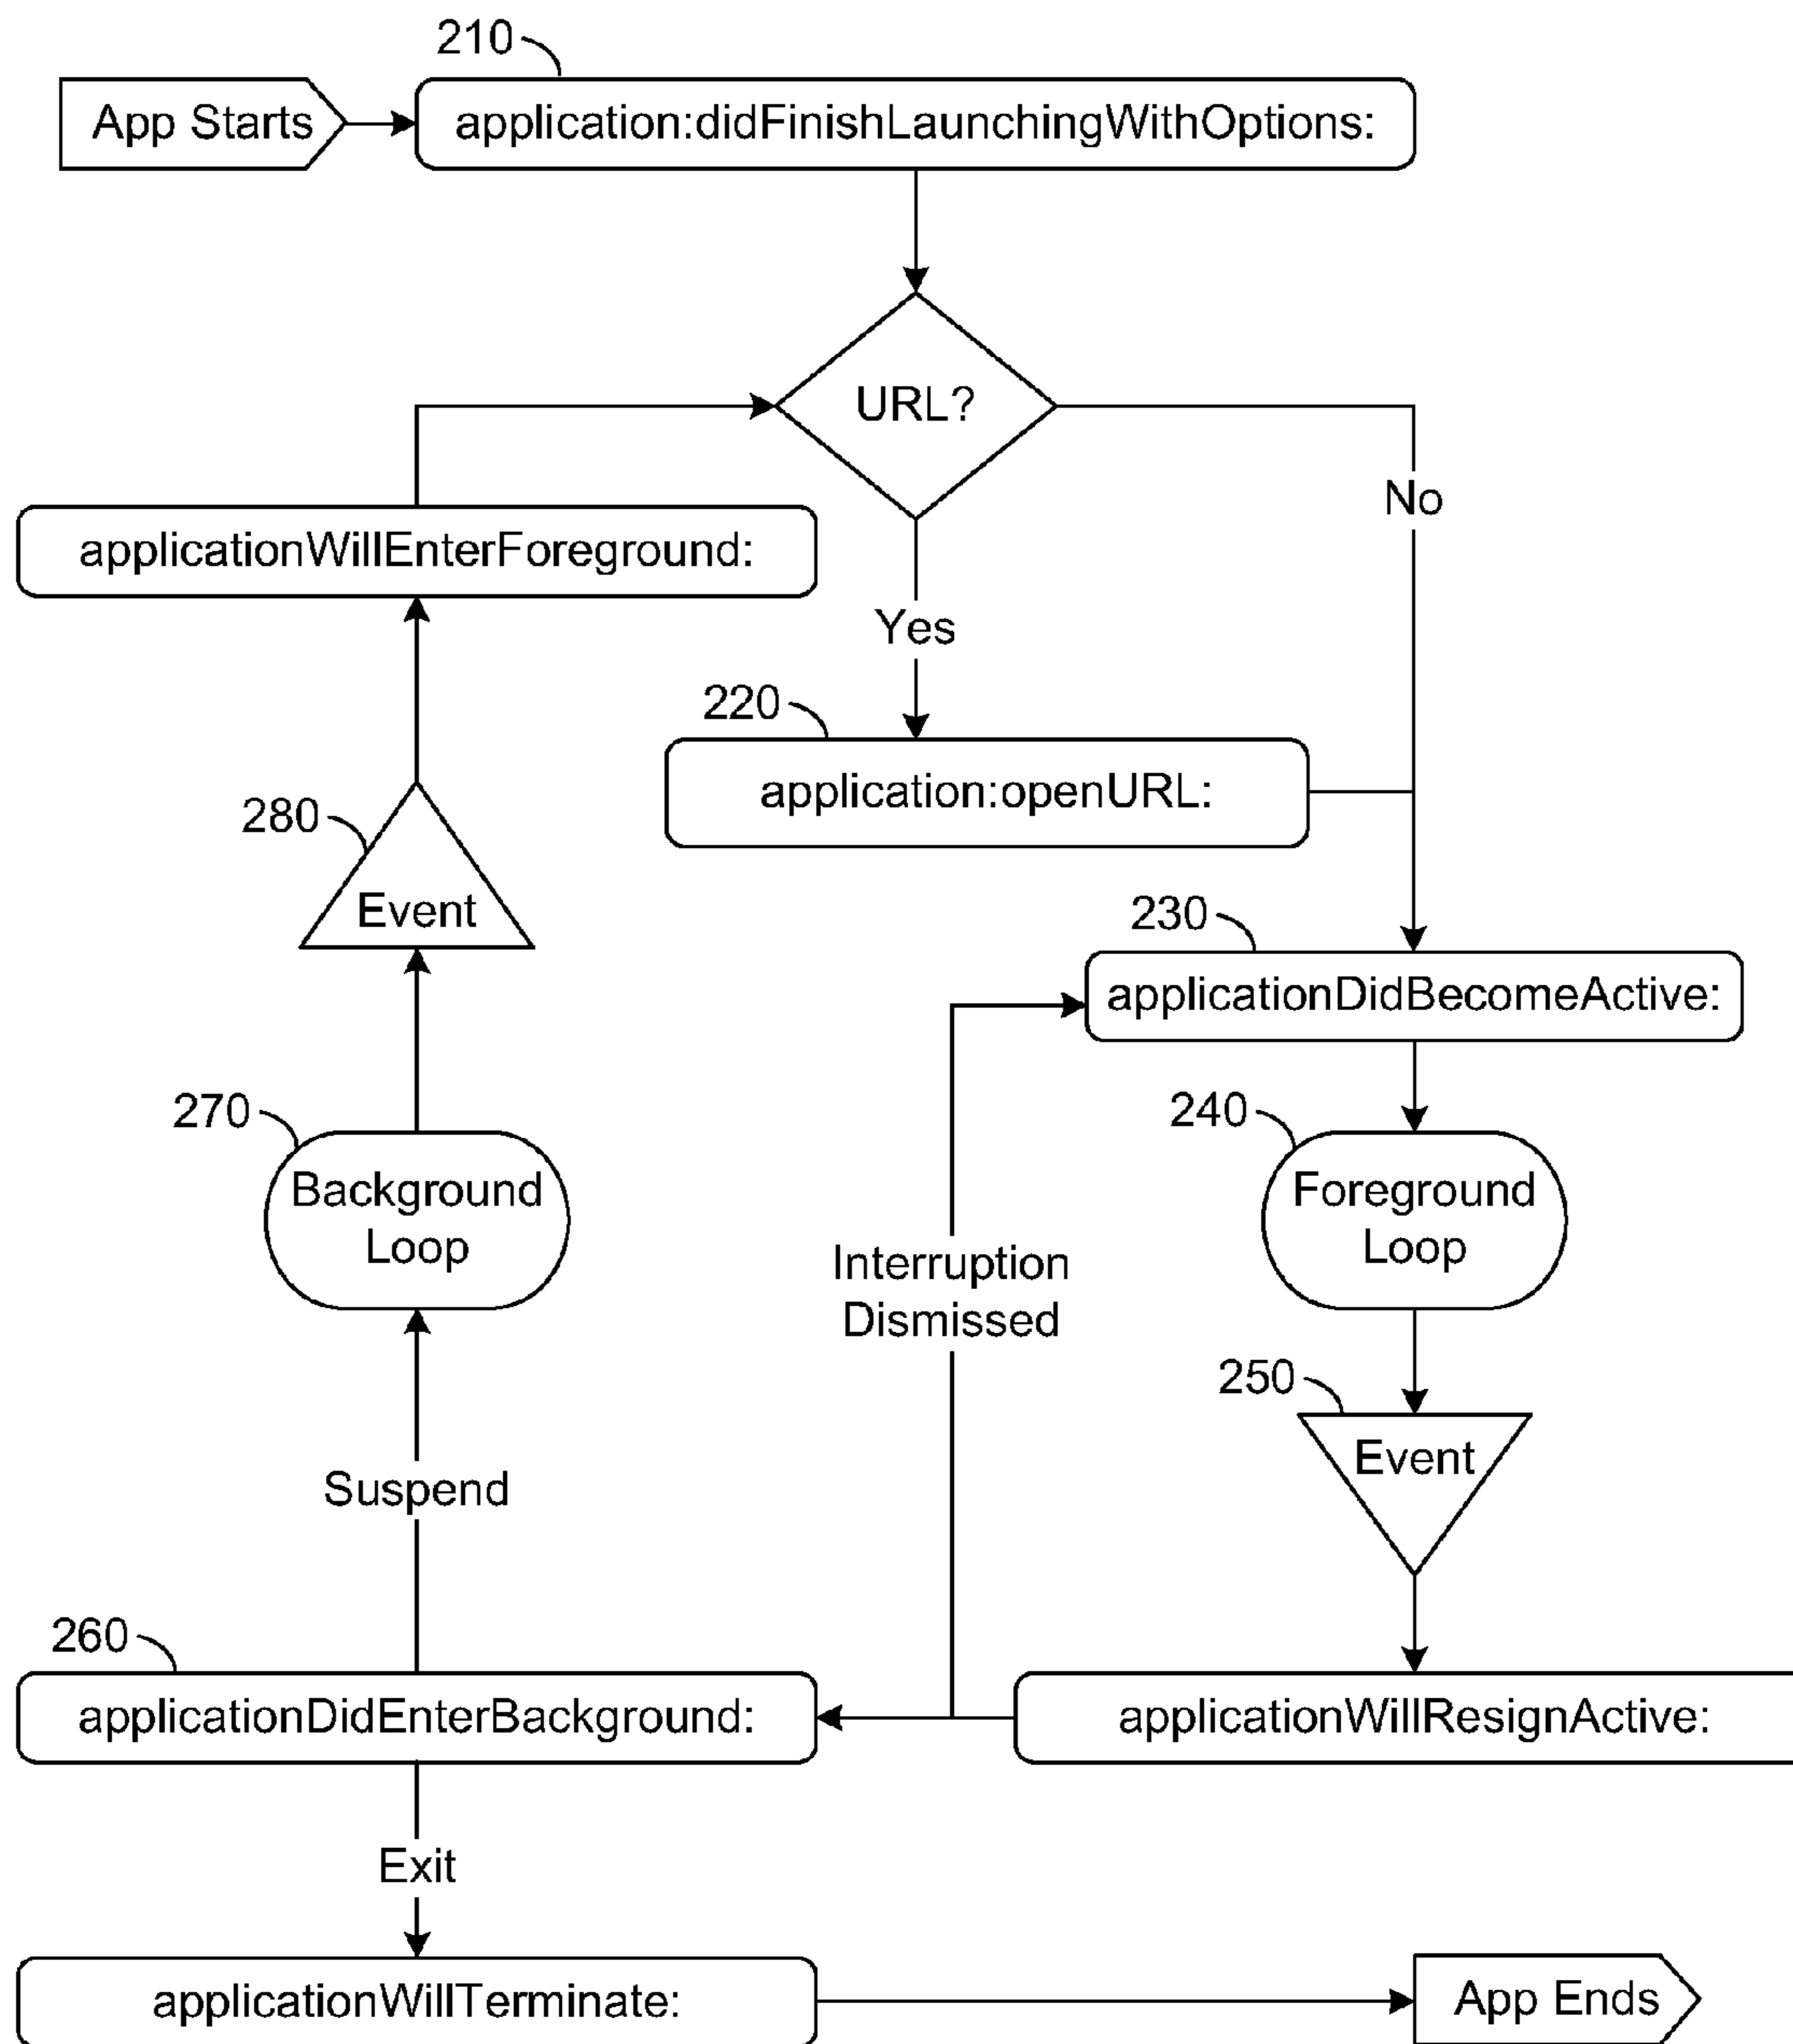 210
App Starts
application:didFinishLaunchingWithOptions:
URL?
No
applicationWillEnterForeground:
Yes
220
application:openURL:
280
Event
230
applicationDidBecomeActive:
270
Background
Loop
240
Foreground
Loop
Interruption
Dismissed
250
Event
Suspend
260
applicationDidEnterBackground:
applicationWillResignActive:
Exit
applicationWillTerminate:
App Ends